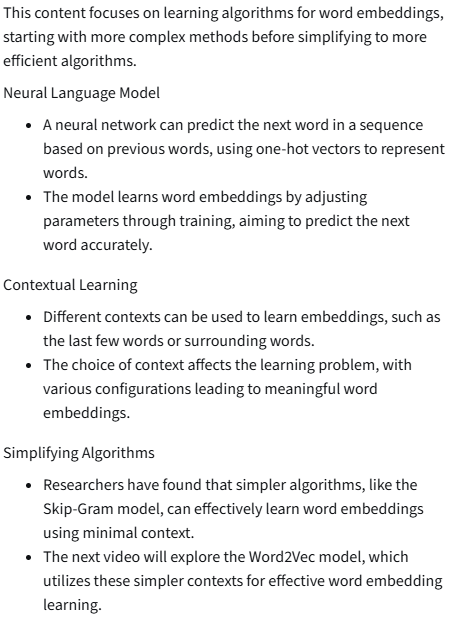 This content focuses on learning algorithms for word embeddings,
starting with more complex methods before simplifying to more
efficient algorithms.
Neural Language Model
• A neural network can predict the next word in a sequence
based on previous words, using one-hot vectors to represent
words.
• The model learns word embeddings by adjusting
parameters through training, aiming to predict the next
word accurately.
Contextual Learning
• Different contexts can be used to learn embeddings, such as
the last few words or surrounding words.
• The choice of context affects the learning problem, with
various configurations leading to meaningful word
embeddings.
Simplifying Algorithms
• Researchers have found that simpler algorithms, like the
Skip-Gram model, can effectively learn word embeddings
using minimal context.
• The next video will explore the Word2Vec model, which
utilizes these simpler contexts for effective word embedding
learning.